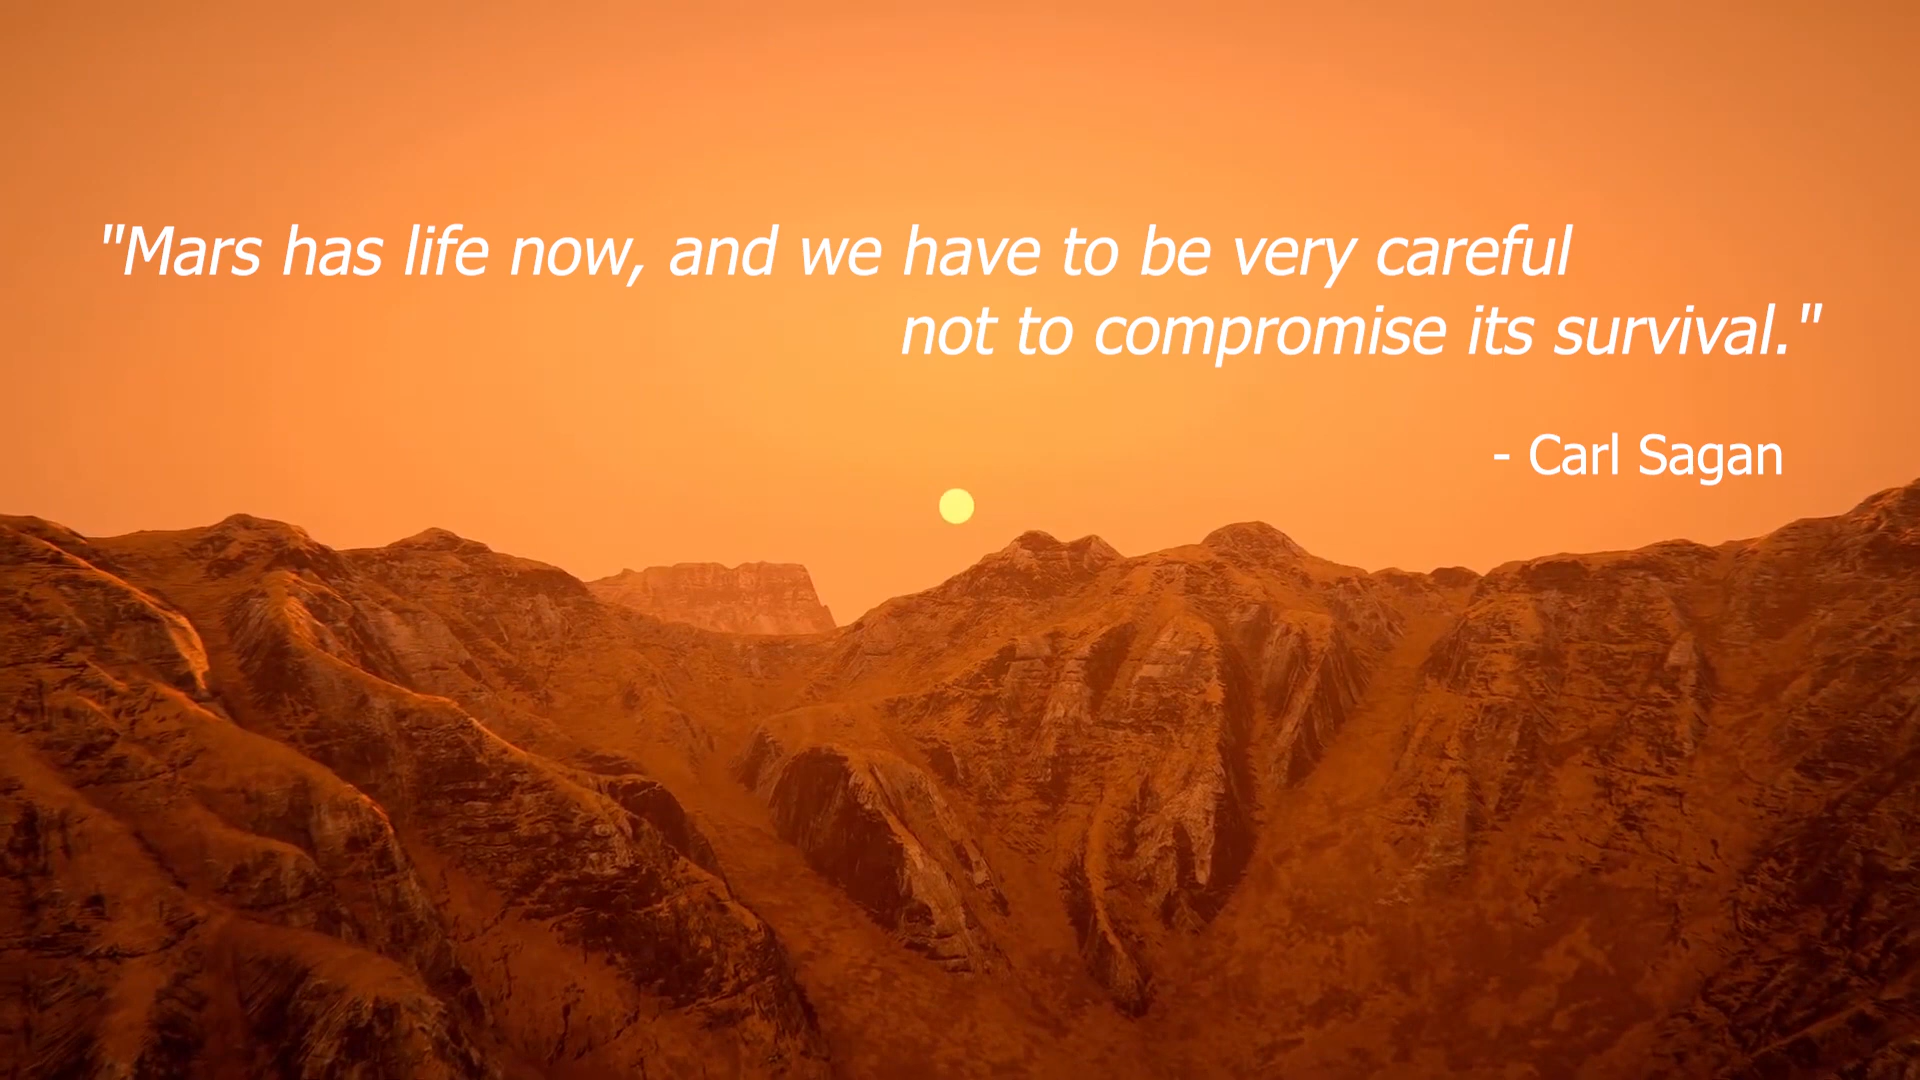 "Mars has life now, and we have to be very careful
not to compromise its survival."
- Carl Sagan